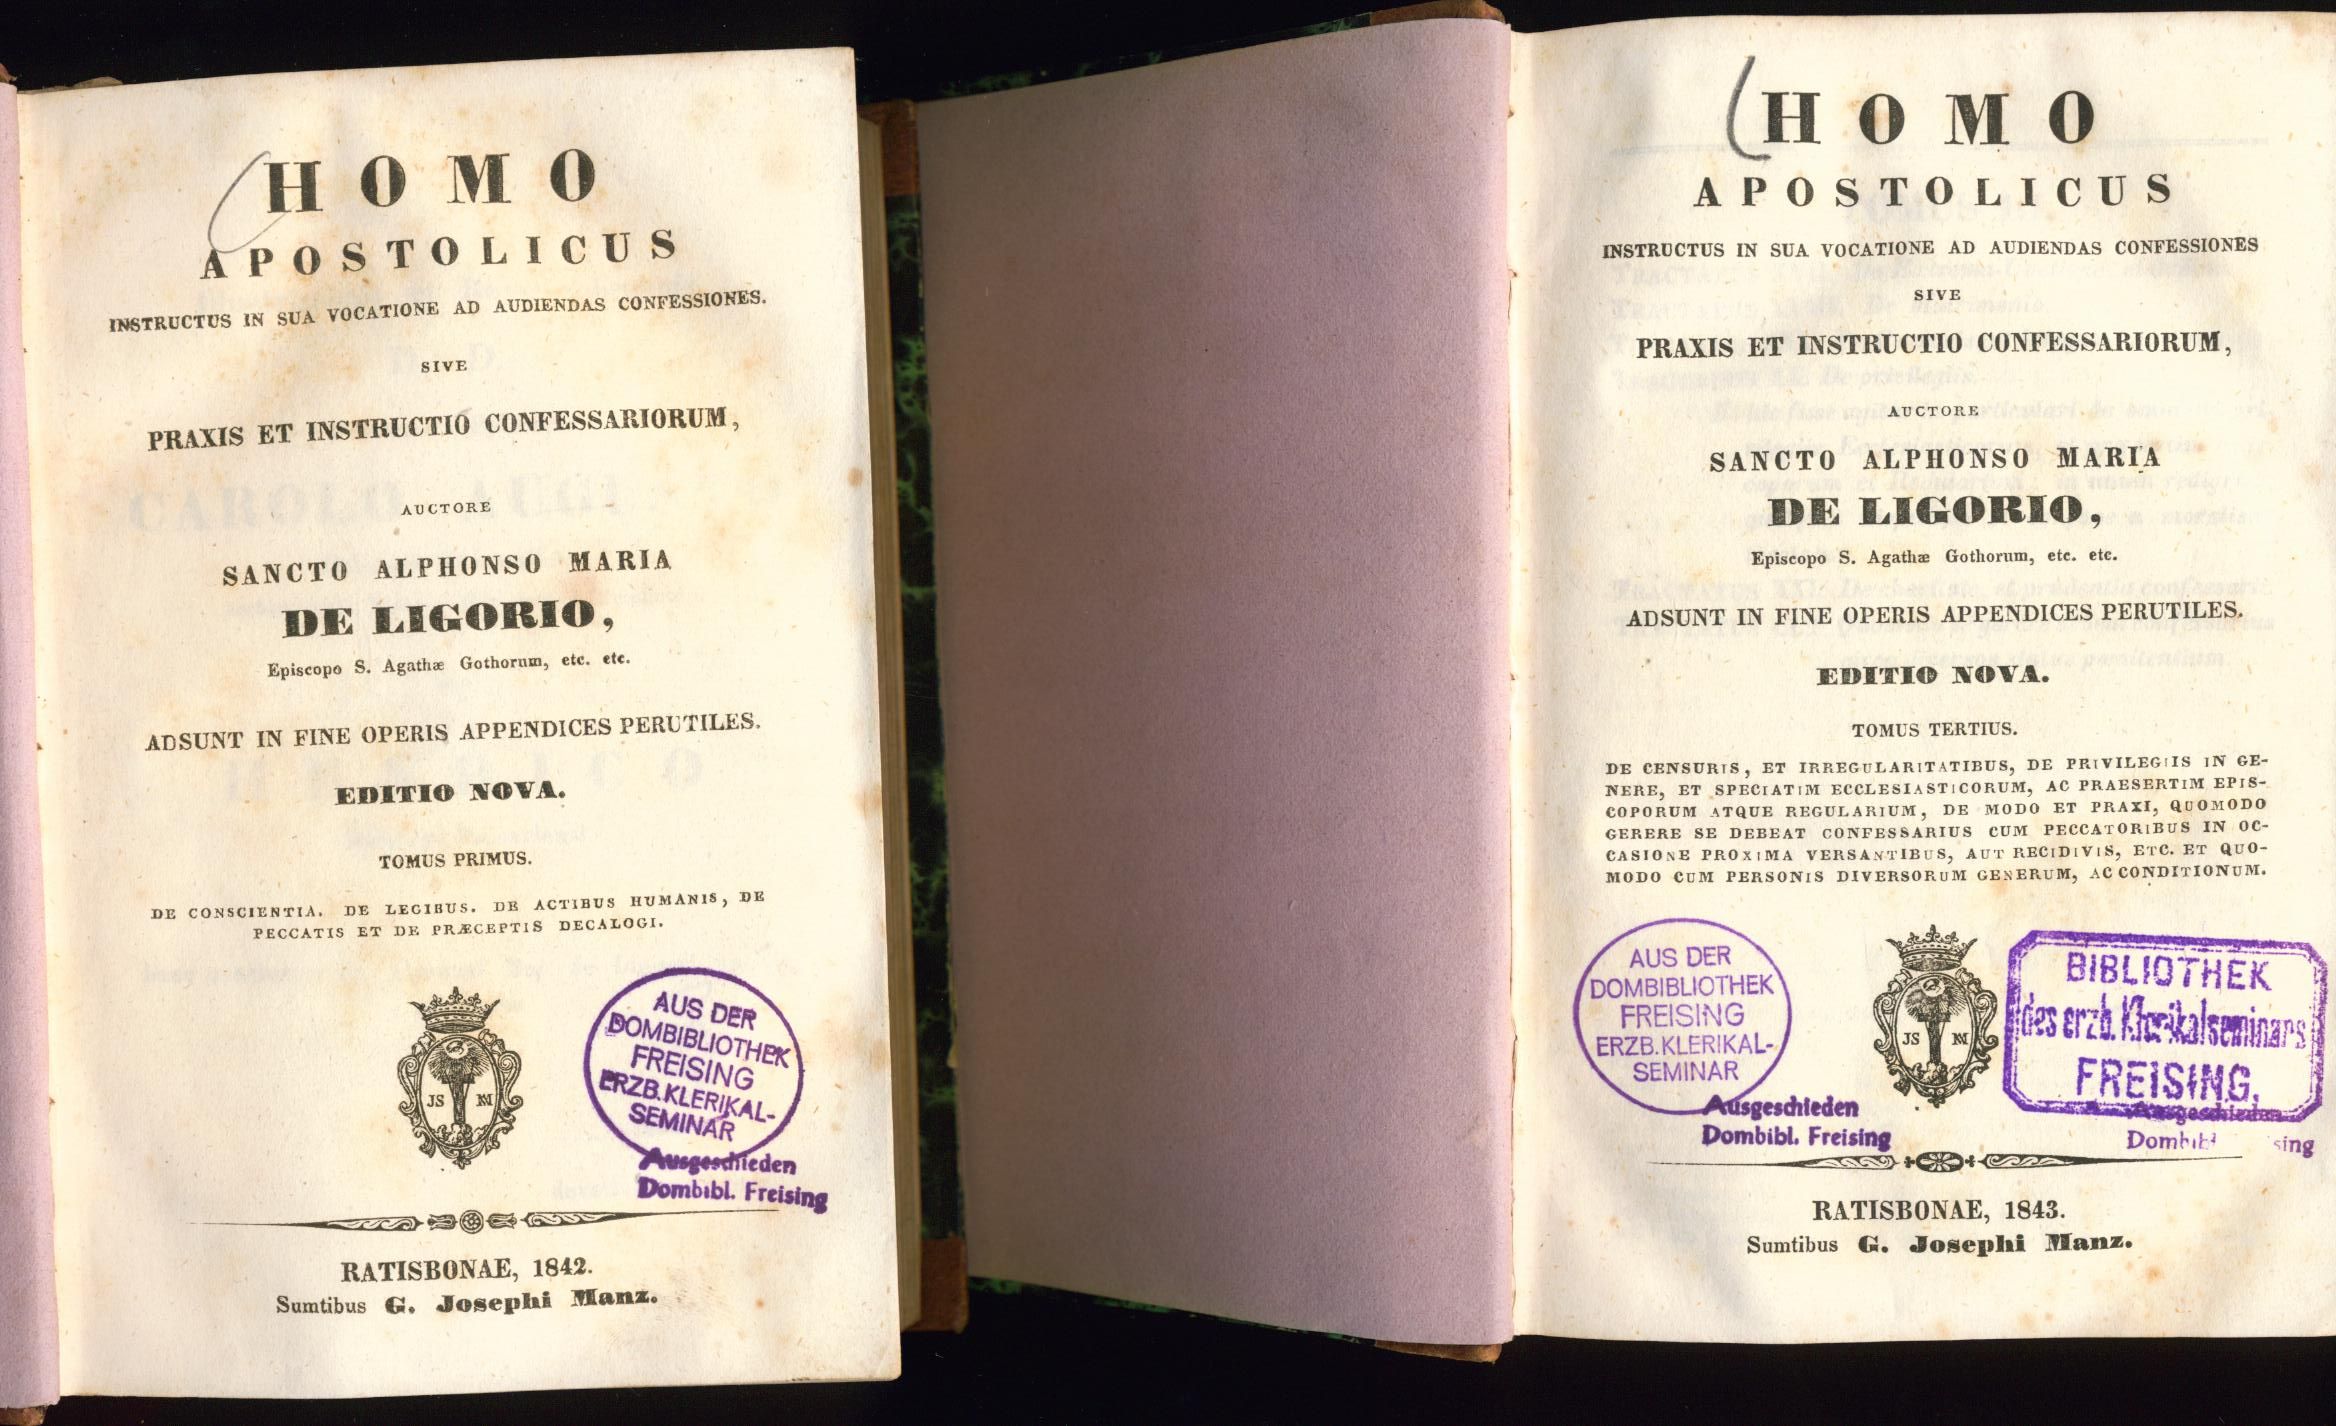 HOMO
APOSTOLICUS
INSTRUCTUS IN SUA VOCATIONE AD AUDIENDAS CONFESSIONES.
SIVE
PRAXIS ET INSTRUCTIO CONFESSARIORUM,
AUCTORE
SANCTO ALPHONSO MARIA
DE LIGORIO,
Episcopo S. Agathæ Gothorum, etc. etc.
ADSUNT IN FINE OPERIS APPENDICES PERUTILES.
EDITIO NOVA.
TOMUS PRIMUS.
DE CONSCIENTIA. DE LEGIBUS. DE ACTIBUS HUMANIS, DE
PECCATIS ET DE PRÆCEPTIS DECALOGI.
JS
AUS DER
DOMBIBLIOTHEK
FREISING
ERZB. KLERIKAL-
SEMINAR
Ausgeschieden
Dombibl. Freising
RATISBONAE, 1842.
Sumtibus G. Josephi Manz.
HOMO
APOSTOLICUS
INSTRUCTUS IN SUA VOCATIONE AD AUDIENDAS CONFESSIONES
SIVE
PRAXIS ET INSTRUCTIO CONFESSARIORUM,
AUCTORE
SANCTO ALPHONSO MARIA
DE LIGORIO,
Episcopo S. Agathæ Gothorum, etc. etc.
ADSUNT IN FINE OPERIS APPENDICES PERUTILES.
EDITIO NOVA.
TOMUS TERTIUS.
DE CENSURIS, ET IRREGULARITATIBUS, DE PRIVILEGIIS IN GE-
NERE, ET SPECIATIM ECCLESIASTICORUM, AC PRAESERTIM EPIS-
COPORUM ATQUE REGULARIUM, DE MODO ET PRAXI, QUOMODO
GERERE SE DEBEAT CONFESSARIUS CUM PECCATORIBUS IN OC-
CASIONE PROXIMA VERSANTIBUS, AUT RECIDIVIS, ETC. ET QUO-
MODO CUM PERSONIS DIVERSORUM GENERUM, AC CONDITIONUM.
AUS DER
DOMBIBLIOTHEK
FREISING
ERZB. KLERIKAL-
SEMINAR
Ausgeschieden
Dombibl. Freising
JS
BIBLIOTHEK
des erzb. Klerikalseminars
FREISING.
Ausgeschieden
RATISBONAE, 1843.
Sumtibus G. Josephi Manz.